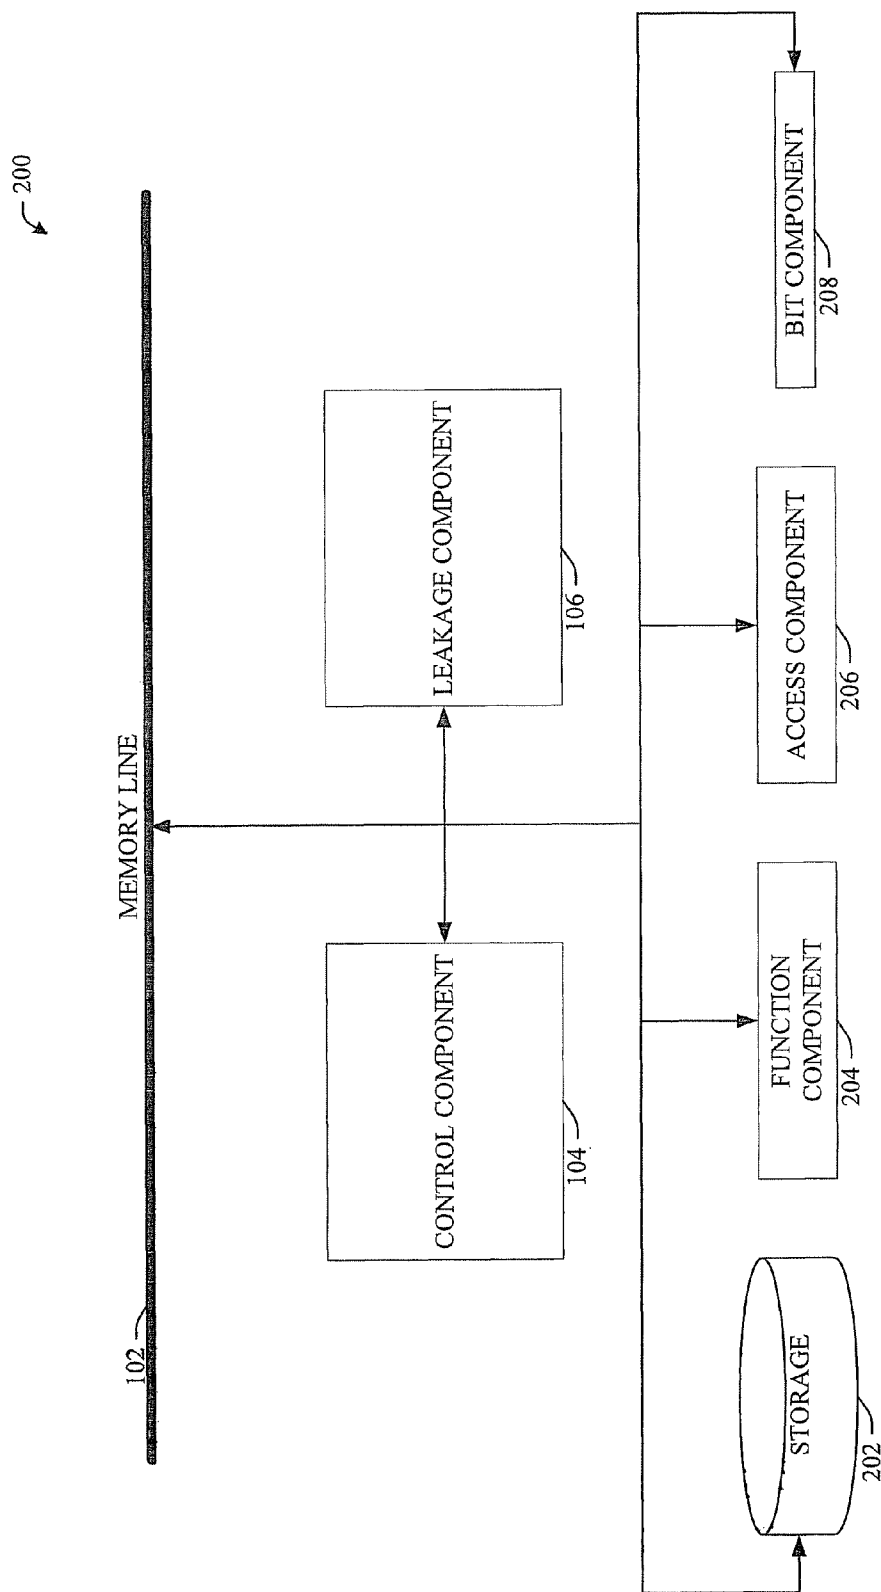 200
MEMORY LINE
102
CONTROL COMPONENT
104
LEAKAGE COMPONENT
106
STORAGE
202
FUNCTION
COMPONENT
204
ACCESS COMPONENT
206
BIT COMPONENT
208